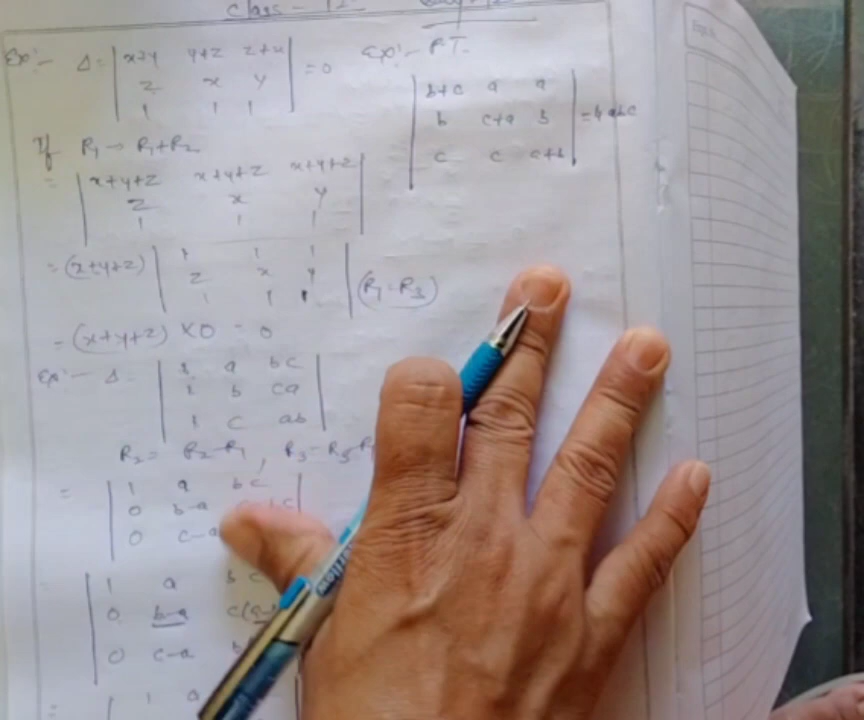 Class - 12
Ex:- Δ = | x+y y+z z+x |
| z x y | = 0
| 1 1 1 |
If R₁ → R₁+R₂
= | x+y+z x+y+z x+y+z |
| z x y |
| 1 1 1 |
= (x+y+z) | 1 1 1 |
| z x y | (R₁ = R₃)
| 1 1 1 |
= (x+y+z) × 0 = 0
Ex:- Δ | 1 a bc |
| 1 b ca |
| 1 c ab |
R₂ = R₂-R₁, R₃-R₃-R₁
= | 1 a bc |
| 0 b-a
| 0 c-a
| 1 a bc
| 0 b-a c(a-
| 0 c-a
= | 1 a
Ex:- P.T.
| b+c a a |
| b c+a b | = 4abc
| c c c+b |